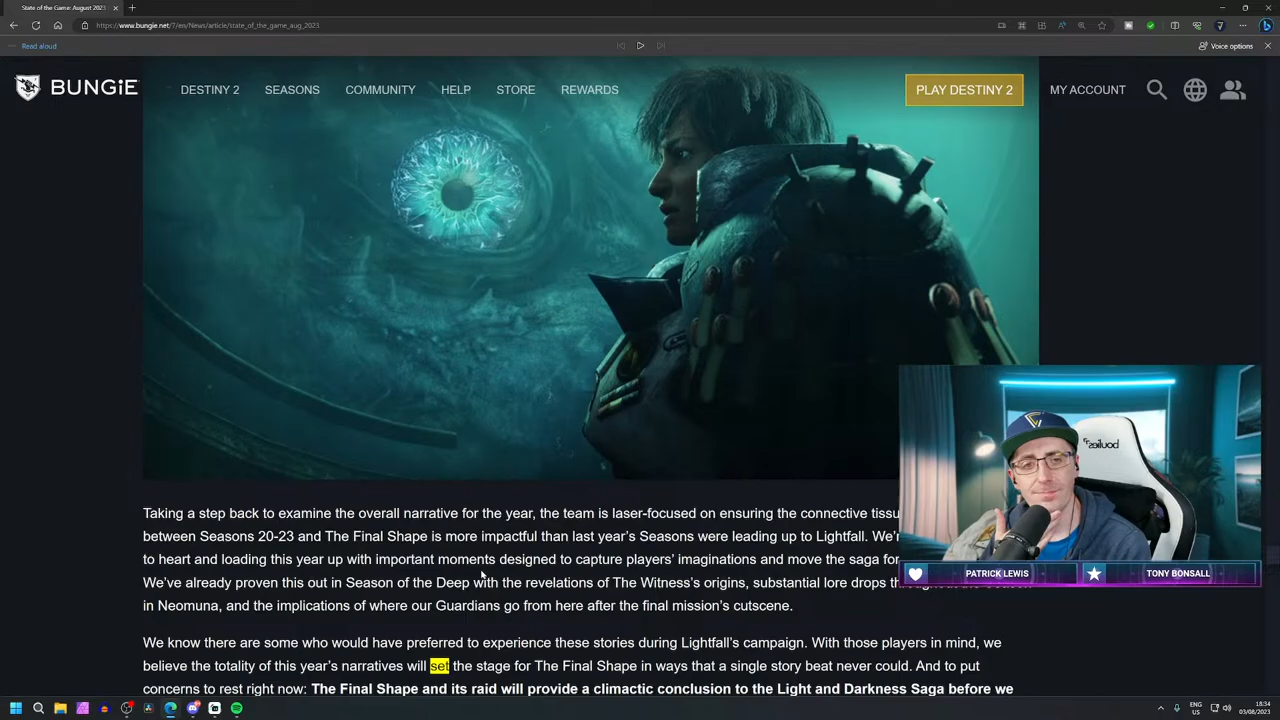 State of the Game: August 2023
https://www.bungie.net/7/en/News/article/state_of_the_game_aug_2023
Read aloud
Voice options
BUNGiE
DESTINY 2
SEASONS
COMMUNITY
HELP
STORE
REWARDS
PLAY DESTINY 2
MY ACCOUNT
Taking a step back to examine the overall narrative for the year, the team is laser-focused on ensuring the connective tissu
between Seasons 20-23 and The Final Shape is more impactful than last year's Seasons were leading up to Lightfall. We'r
to heart and loading this year up with important moments designed to capture players' imaginations and move the saga for
We've already proven this out in Season of the Deep with the revelations of The Witness's origins, substantial lore drops
in Neomuna, and the implications of where our Guardians go from here after the final mission's cutscene.
We know there are some who would have preferred to experience these stories during Lightfall's campaign. With those players in mind, we
believe the totality of this year's narratives will set the stage for The Final Shape in ways that a single story beat never could. And to put
concerns to rest right now: The Final Shape and its raid will provide a climactic conclusion to the Light and Darkness Saga before we
PATRICK LEWIS
TONY BONSALL
ENG
US
18:34
03/08/2023